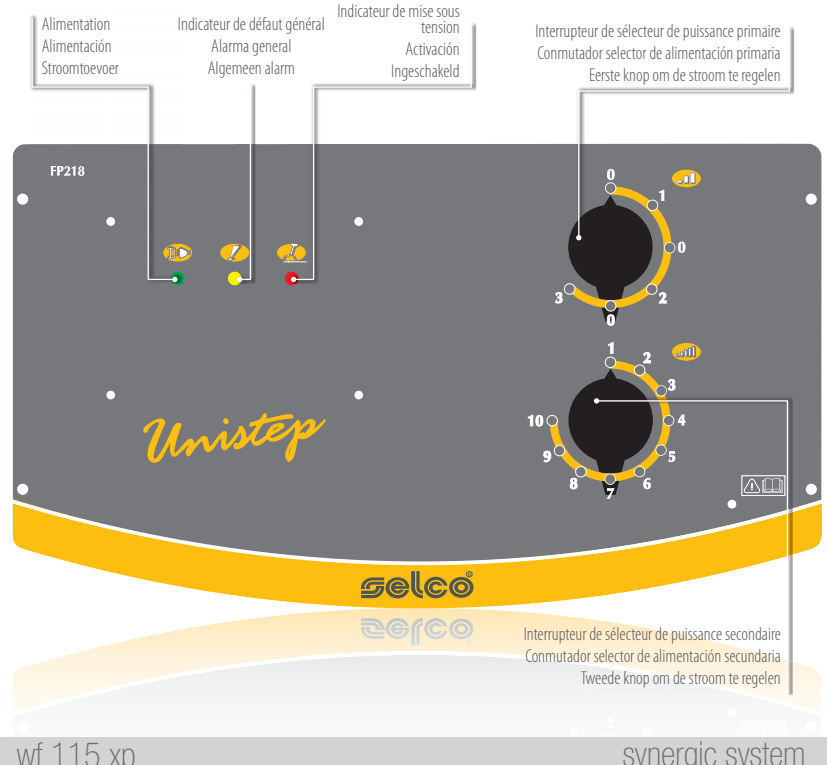 Alimentation
Alimentación
Stroomtoevoer
Indicateur de défaut général
Alarma general
Algemeen alarm
Indicateur de mise sous
tension
Activación
Ingeschakeld
Interrupteur de sélecteur de puissance primaire
Conmutador selector de alimentación primaria
Eerste knop om de stroom te regelen
FP218
0
1
0
2
0
3
1
2
3
4
5
6
7
8
9
10
Unistep
selco®
Interrupteur de sélecteur de puissance secondaire
Conmutador selector de alimentación secundaria
Tweede knop om de stroom te regelen
wf 115 xp
synergic system